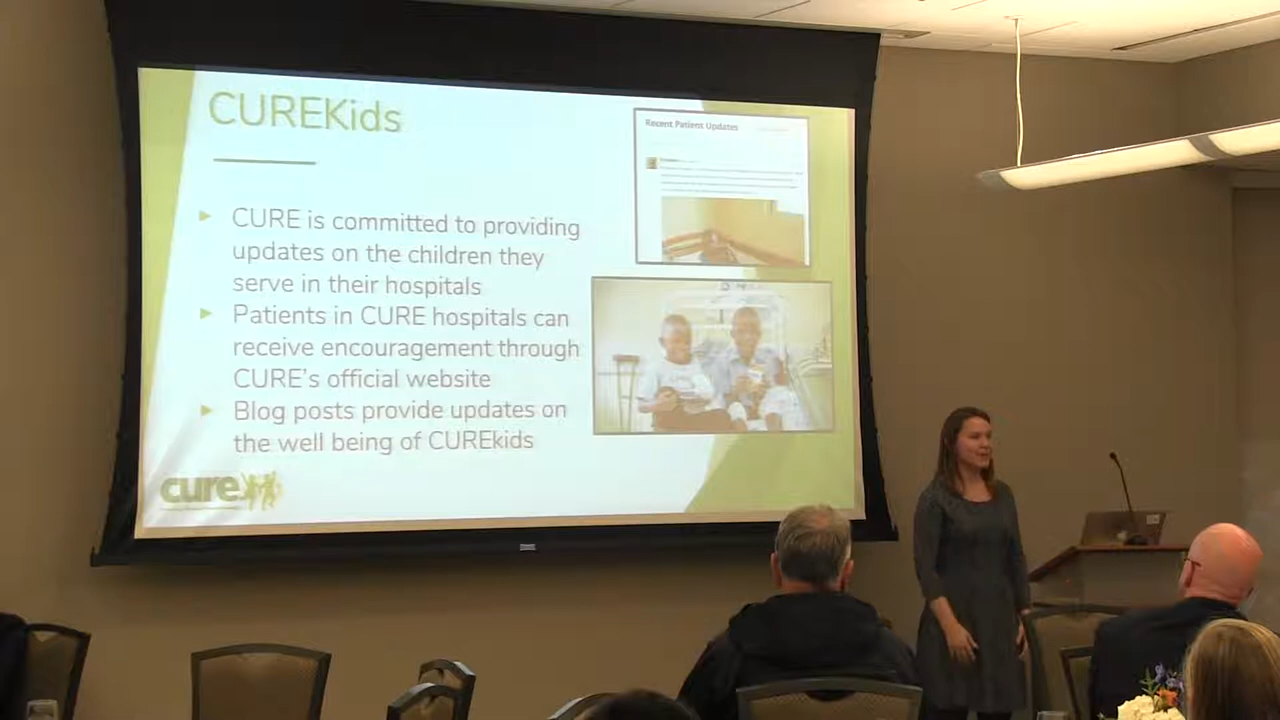 CUREKids
Recent Patient Updates
CURE is committed to providing
updates on the children they
serve in their hospitals
Patients in CURE hospitals can
receive encouragement through
CURE's official website
Blog posts provide updates on
the well being of CUREkids
cure